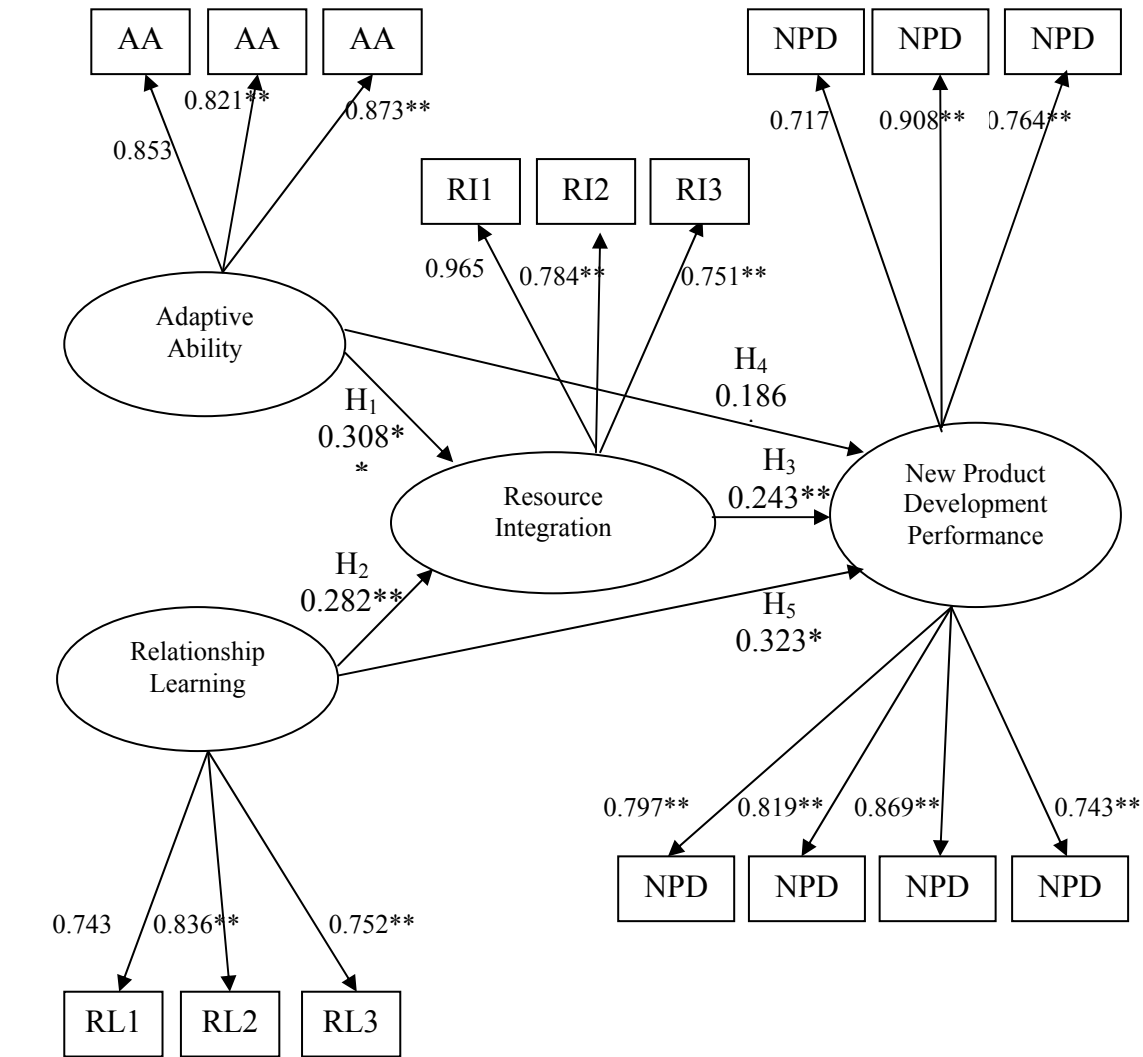 AA AA AA
NPD NPD NPD
0.821**
0.873**
0.853
0.717
0.908**
0.764**
RI1 RI2 RI3
0.965
0.784**
0.751**
Adaptive
Ability
H1
0.308*
*
H4
0.186
.
Resource
Integration
H3
0.243**
New Product
Development
Performance
H2
0.282**
H5
0.323*
Relationship
Learning
0.797**
0.819**
0.869**
0.743**
NPD NPD NPD NPD
0.743
0.836**
0.752**
RL1 RL2 RL3